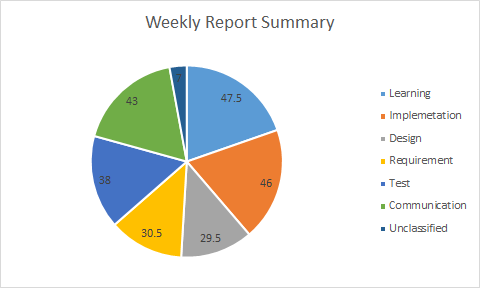 Weekly Report Summary
7
47.5
43
46
38
30.5
29.5
Learning
Implemetation
Design
Requirement
Test
Communication
Unclassified